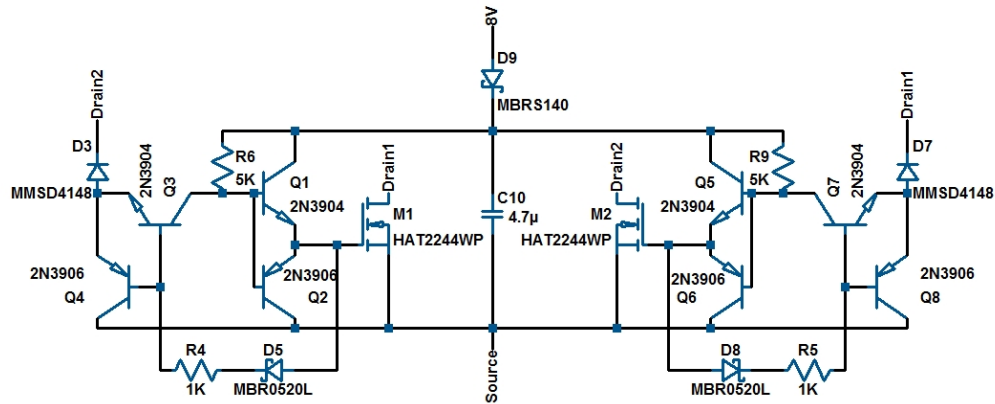 8V
D9
MBRS140
Drain2
Drain1
D3
2N3904
Q3
R6
5K
Q1
2N3904
Drain1
Drain2
Q5
R9
5K
Q7
2N3904
D7
MMSD4148
MMSD4148
M1
HAT2244WP
C10
4.7µ
M2
HAT2244WP
2N3904
2N3906
Q4
2N3906
Q2
2N3906
Q6
2N3906
Q8
R4
1K
D5
MBR0520L
Source
D8
MBR0520L
R5
1K